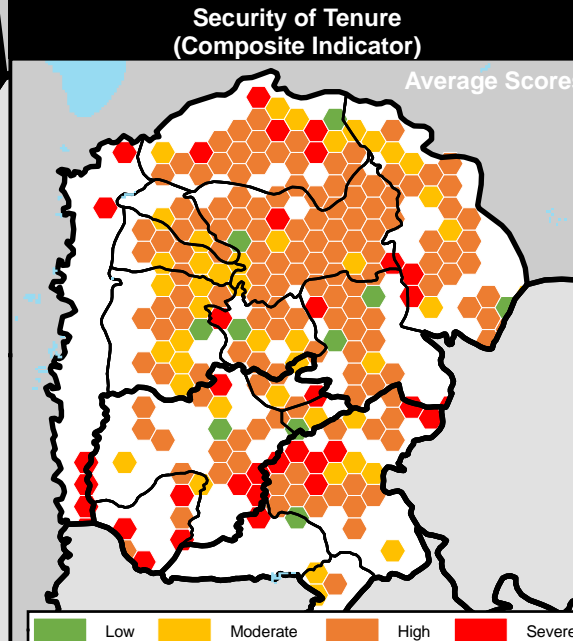 Security of Tenure
(Composite Indicator)
Average Scores
Low
Moderate
High
Severe